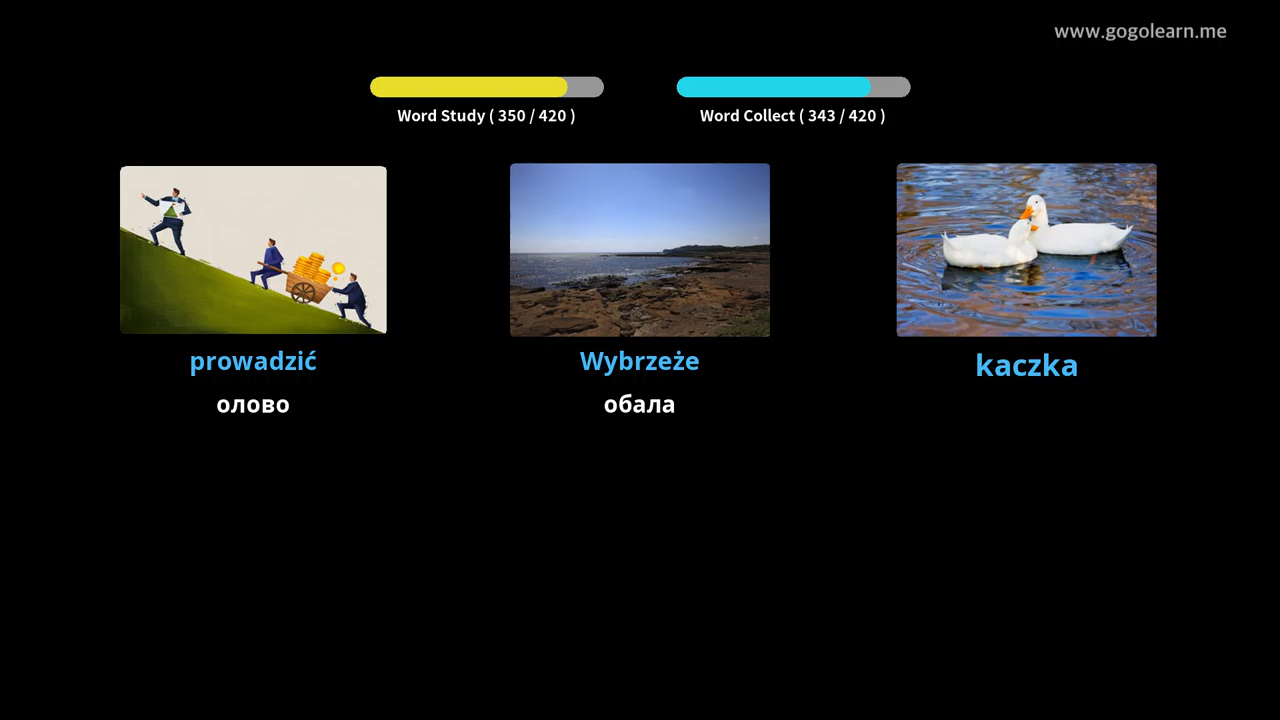 www.gogolearn.me
Word Study ( 350 / 420 )
Word Collect ( 343 / 420 )
prowadzić
Wybrzeże
kaczka
олово
обала